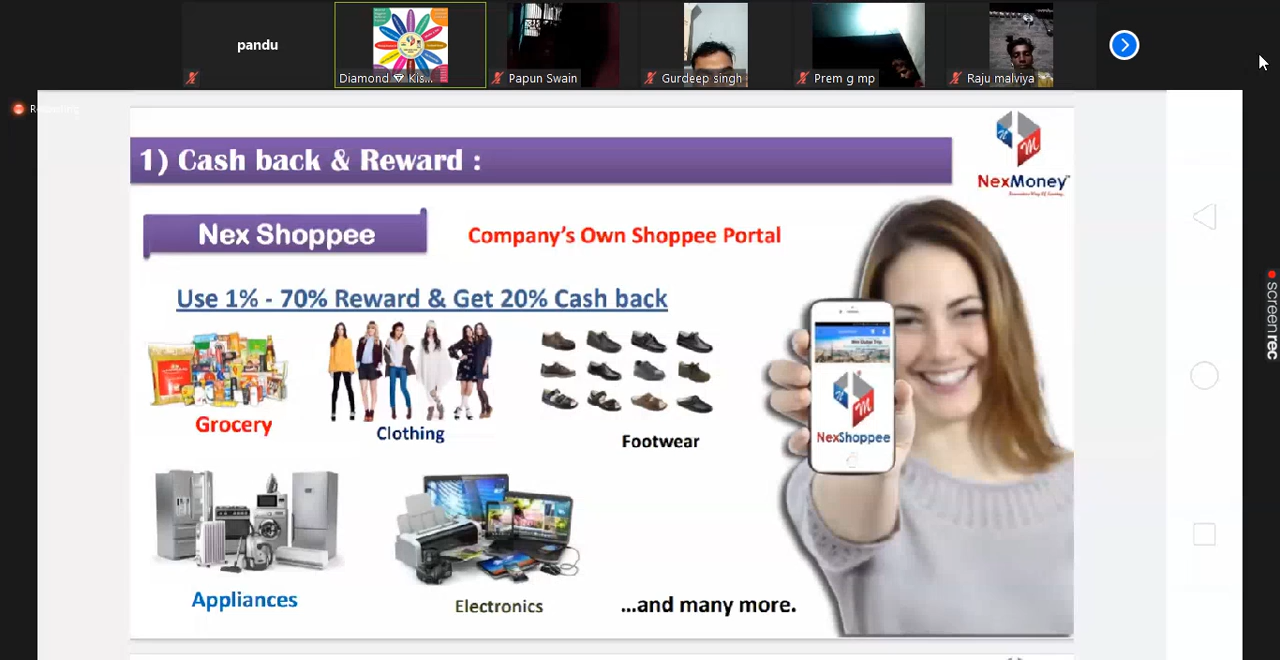 pandu
Diamond Kis...
Papun Swain
Gurdeep singh
Prem g mp
Raju malviya
1) Cash back & Reward :
NexMoney™
Nex Shoppee
Company's Own Shoppee Portal
Use 1% - 70% Reward & Get 20% Cash back
Grocery
Clothing
Footwear
NexShoppee
Appliances
Electronics
...and many more.
screenrec